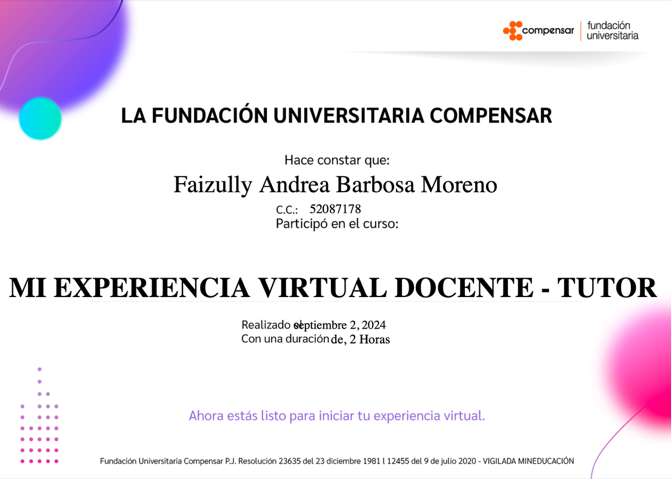 compensar
fundación
universitaria
LA FUNDACIÓN UNIVERSITARIA COMPENSAR
Hace constar que:
Faizully Andrea Barbosa Moreno
C.C.: 52087178
Participó en el curso:
MI EXPERIENCIA VIRTUAL DOCENTE - TUTOR
Realizado septiembre 2, 2024
Con una duración de, 2 Horas
Ahora estás listo para iniciar tu experiencia virtual.
Fundación Universitaria Compensar P.J. Resolución 23635 del 23 diciembre 1981 l 12455 del 9 de julio 2020 - VIGILADA MINEDUCACIÓN